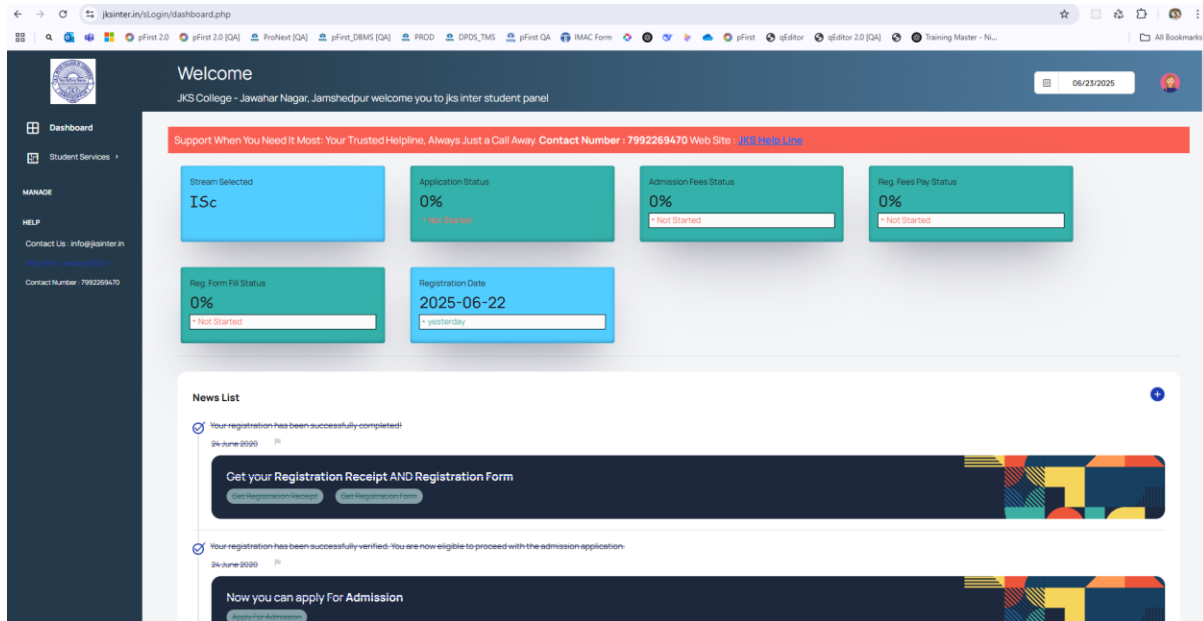 jksinter.in/sLogin/dashboard.php
pFirst 2.0 pFirst 2.0 [QA] ProNext [QA] pFirst_DBMS [QA] PROD DPDS_TMS pFirst QA IMAC Form pFirst qEditor qEditor 2.0 [QA] Training Master - Ni... All Bookmarks
Welcome
JKS College - Jawahar Nagar, Jamshedpur welcome you to jks inter student panel
06/23/2025
Dashboard
Student Services
MANAGE
HELP
Contact Us : info@jksinter.in
Contact Number : 7992269470
Support When You Need It Most: Your Trusted Helpline, Always Just a Call Away. Contact Number : 7992269470 Web Site : JKS Help Line
Stream Selected
ISc
Application Status
0%
* Not Started
Admission Fees Status
0%
* Not Started
Reg. Fees Pay Status
0%
* Not Started
Reg. Form Fill Status
0%
* Not Started
Registration Date
2025-06-22
* yesterday
News List
Your registration has been successfully completed!
24 June 2020
Get your Registration Receipt AND Registration Form
Get Registration Receipt Get Registration Form
Your registration has been successfully verified. You are now eligible to proceed with the admission application.
24 June 2020
Now you can apply For Admission
Apply For Admission